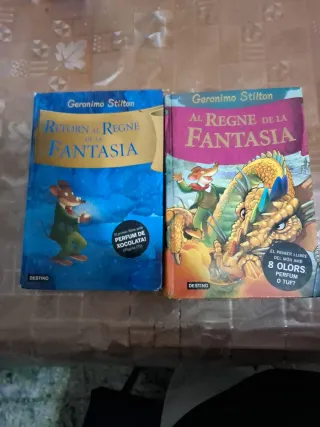 Geronimo Stilton
RETORN AL REGNE
DE LA
FANTASIA
PERFUM DE
XOCOLATA!
DESTINO
Geronimo Stilton
AL REGNE DE LA
FANTASIA
EL PRIMER LLIBRE
DEL MÓN AMB
8 OLORS
PERFUM
O TUF?
DESTINO